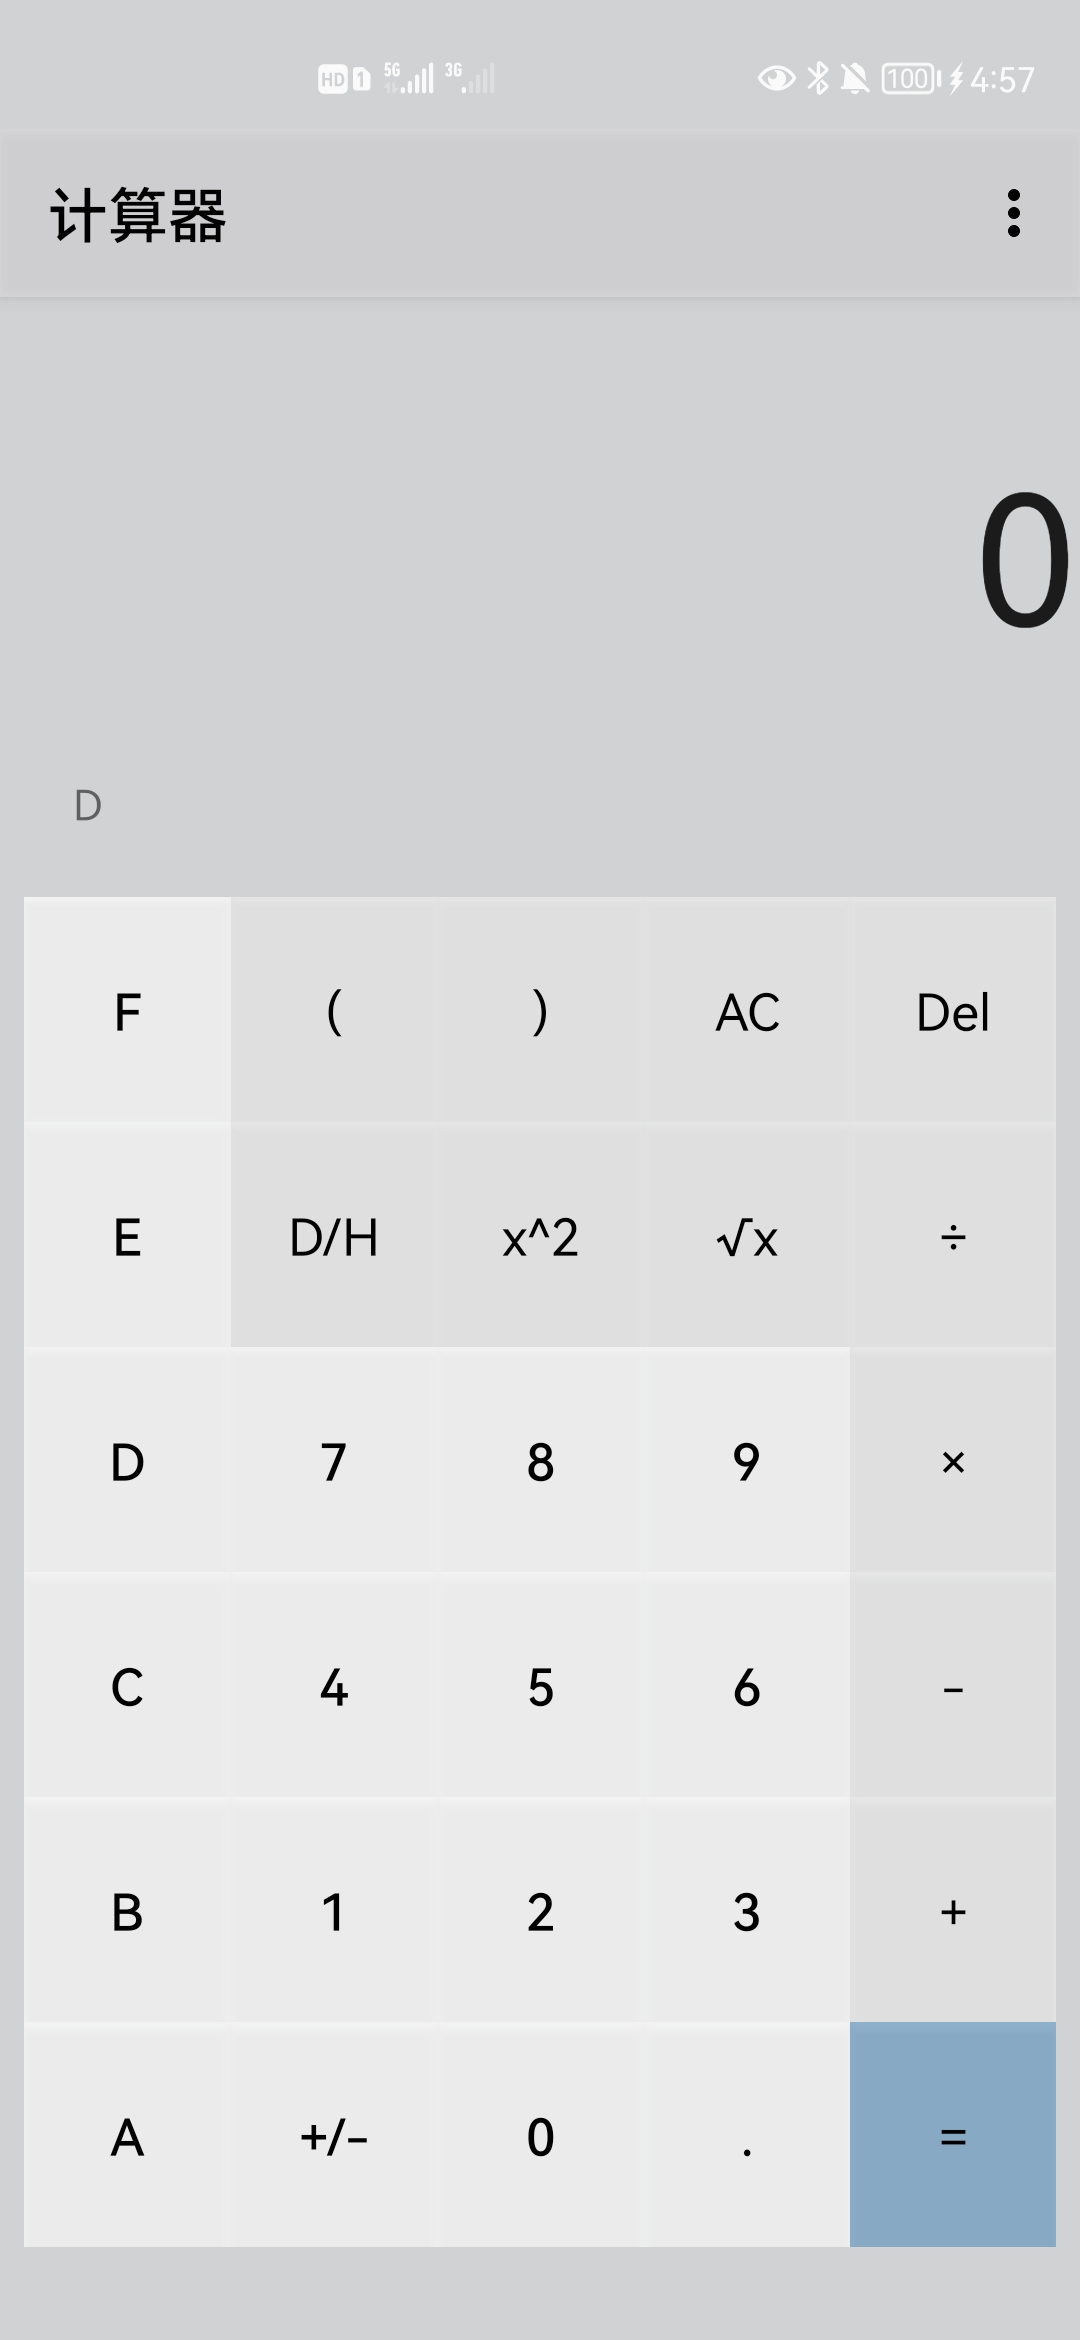 HD 1 5G 3G 100 4:57
计算器
0
D
F ( ) AC Del
E D/H x^2 √x ÷
D 7 8 9 ×
C 4 5 6 -
B 1 2 3 +
A +/- 0 . =